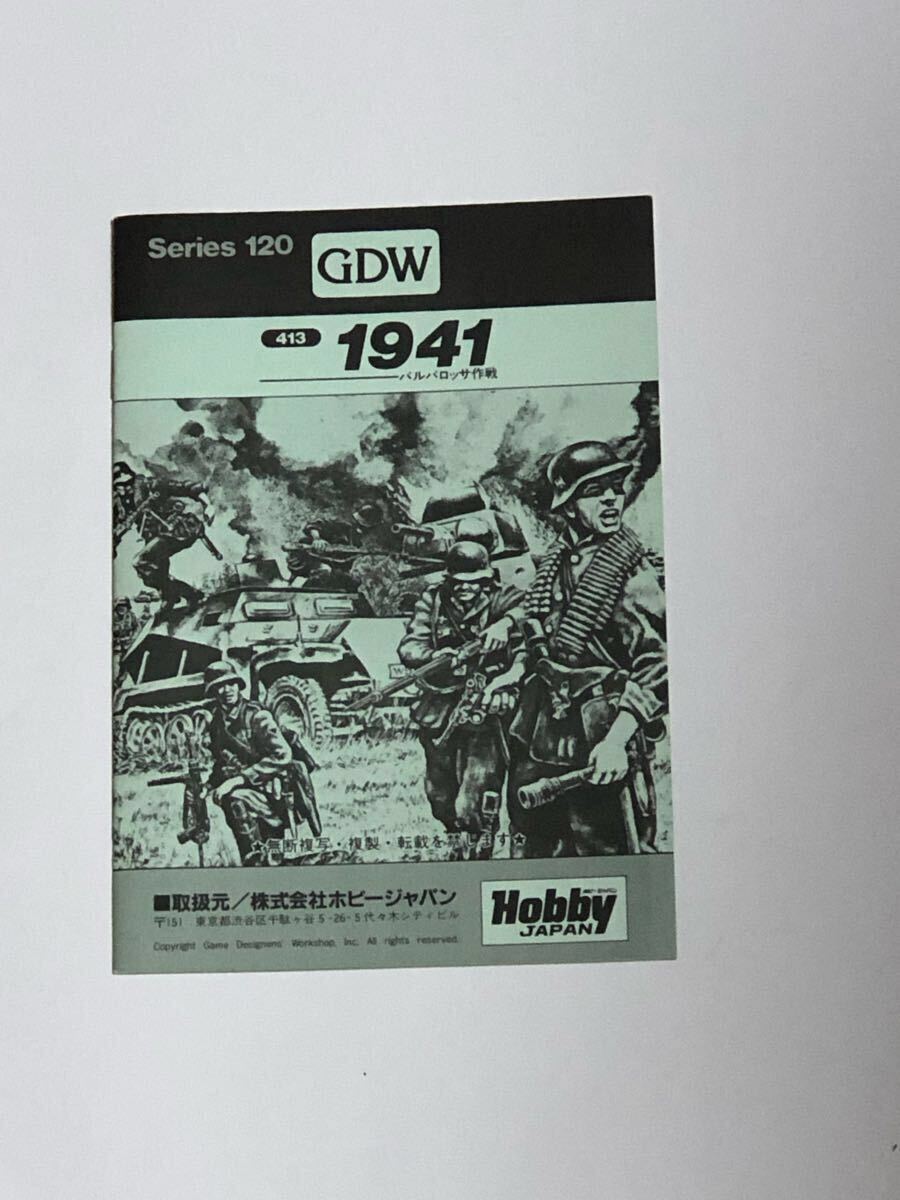 Series 120
GDW
413
1941
バルバロッサ作戦
☆無断複写・複製・転載を禁じます☆
■取扱元／株式会社ホビージャパン
〒151 東京都渋谷区千駄ヶ谷5-26-5代々木シティビル
Copyright Game Designers' Workshop, Inc. All rights reserved.
Hobby
JAPAN